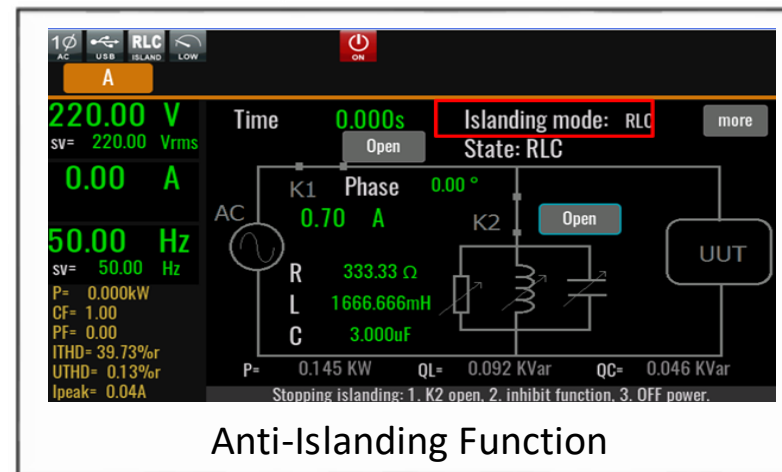 1Ø AC USB RLC ISLAND LOW ON
A
220.00 V
sv= 220.00 Vrms
0.00 A
50.00 Hz
sv= 50.00 Hz
P= 0.000kW
CF= 1.00
PF= 0.00
ITHD= 39.73%r
UTHD= 0.13%r
Ipeak= 0.04A
Time 0.000s Islanding mode: RLC more
Open State: RLC
K1 Phase 0.00 °
AC 0.70 A K2 Open
UUT
R 333.33 Ω
L 1666.666mH
C 3.000uF
P= 0.145 KW QL= 0.092 KVar QC= 0.046 KVar
Stopping islanding: 1. K2 open, 2. inhibit function, 3. OFF power.
Anti-Islanding Function